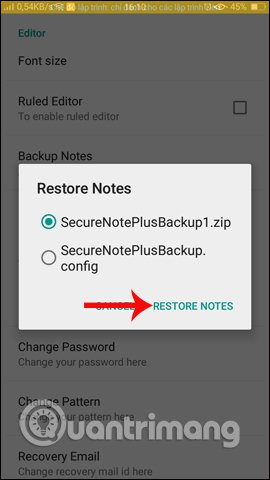 0,54KB/s
lập trình: chỉ dành cho các lập trình
16:10
45%
Editor
Font size
Ruled Editor
To enable ruled editor
Backup Notes
Restore Notes
SecureNotePlusBackup1.zip
SecureNotePlusBackup.
config
CANCEL
RESTORE NOTES
Change Password
Change your password here
Change Pattern
Change your pattern here
Quantrimang
Recovery Email
Change recovery mail id here